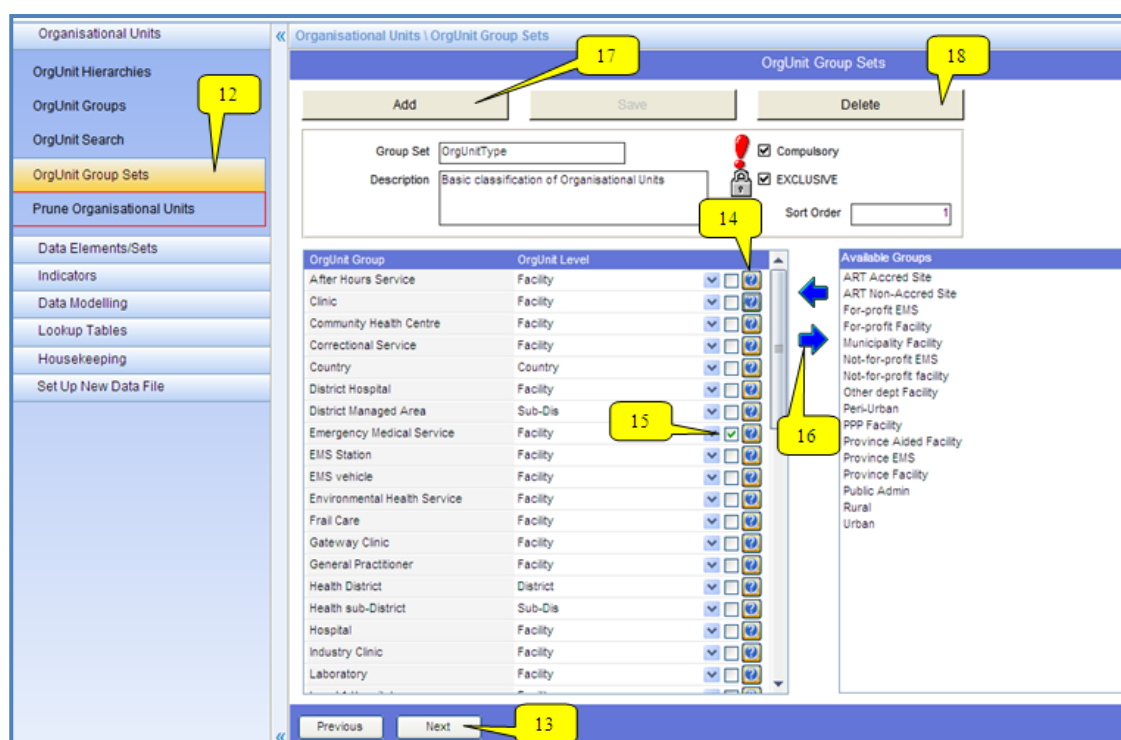 Organisational Units
OrgUnit Hierarchies
OrgUnit Groups
12
OrgUnit Search
OrgUnit Group Sets
Prune Organisational Units
Data Elements/Sets
Indicators
Data Modelling
Lookup Tables
Housekeeping
Set Up New Data File
« Organisational Units \ OrgUnit Group Sets
17
OrgUnit Group Sets
18
Add Save Delete
Group Set OrgUnitType
Compulsory
Description Basic classification of Organisational Units
EXCLUSIVE
Sort Order 1
14
OrgUnit Group OrgUnit Level
After Hours Service Facility
Clinic Facility
Community Health Centre Facility
Correctional Service Facility
Country Country
District Hospital Facility
District Managed Area Sub-Dis
15
Emergency Medical Service Facility
EMS Station Facility
EMS vehicle Facility
Environmental Health Service Facility
Frail Care Facility
Gateway Clinic Facility
General Practitioner Facility
Health District District
Health sub-District Sub-Dis
Hospital Facility
Industry Clinic Facility
Laboratory Facility
16
Available Groups
ART Accred Site
ART Non-Accred Site
For-profit EMS
For-profit Facility
Municipality Facility
Not-for-profit EMS
Not-for-profit facility
Other dept Facility
Peri-Urban
PPP Facility
Province Aided Facility
Province EMS
Province Facility
Public Admin
Rural
Urban
« Previous Next 13